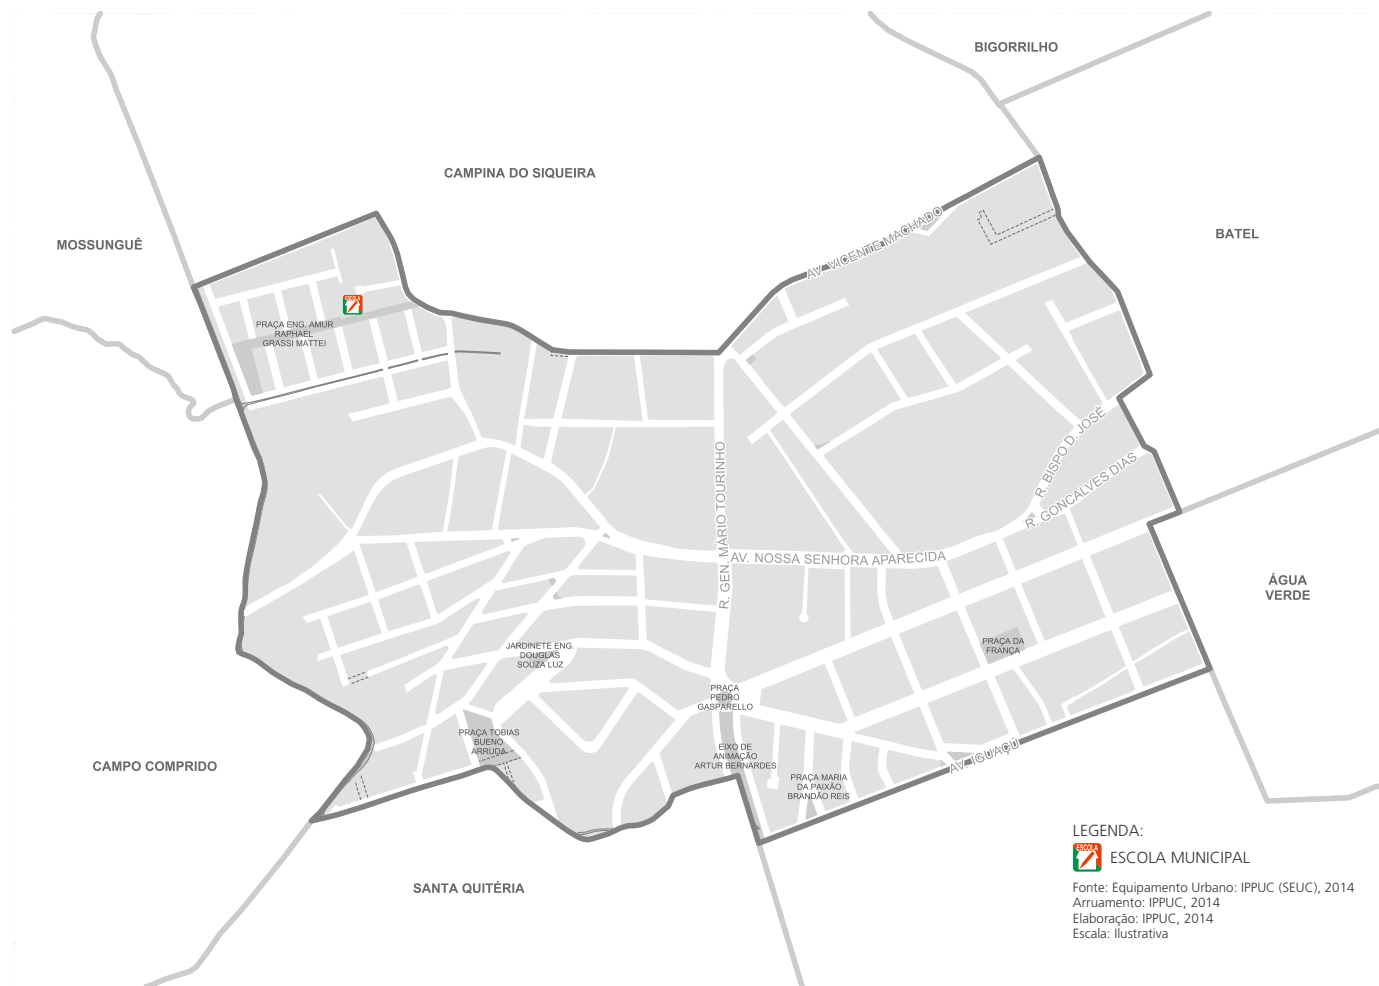 BIGORRILHO
CAMPINA DO SIQUEIRA
MOSSUNGUÊ
BATEL
AV. VICENTE MACHADO
ESCOLA
PRAÇA ENG. AMUR
RAPHAEL
GRASSI MATTEI
R. BISPO D. JOSÉ
R. GONÇALVES DIAS
R. GEN. MÁRIO TOURINHO
AV. NOSSA SENHORA APARECIDA
ÁGUA
VERDE
JARDINETE ENG.
DOUGLAS
SOUZA LUZ
PRAÇA DA
FRANÇA
PRAÇA
PEDRO
GASPARELLO
PRAÇA TOBIAS
BUENO
ARRUDA
EIXO DE
ANIMAÇÃO
ARTUR BERNARDES
AV. IGUAÇÚ
PRAÇA MARIA
DA PAIXÃO
BRANDÃO REIS
CAMPO COMPRIDO
SANTA QUITÉRIA
LEGENDA:
ESCOLA
ESCOLA MUNICIPAL
Fonte: Equipamento Urbano: IPPUC (SEUC), 2014
Arruamento: IPPUC, 2014
Elaboração: IPPUC, 2014
Escala: Ilustrativa